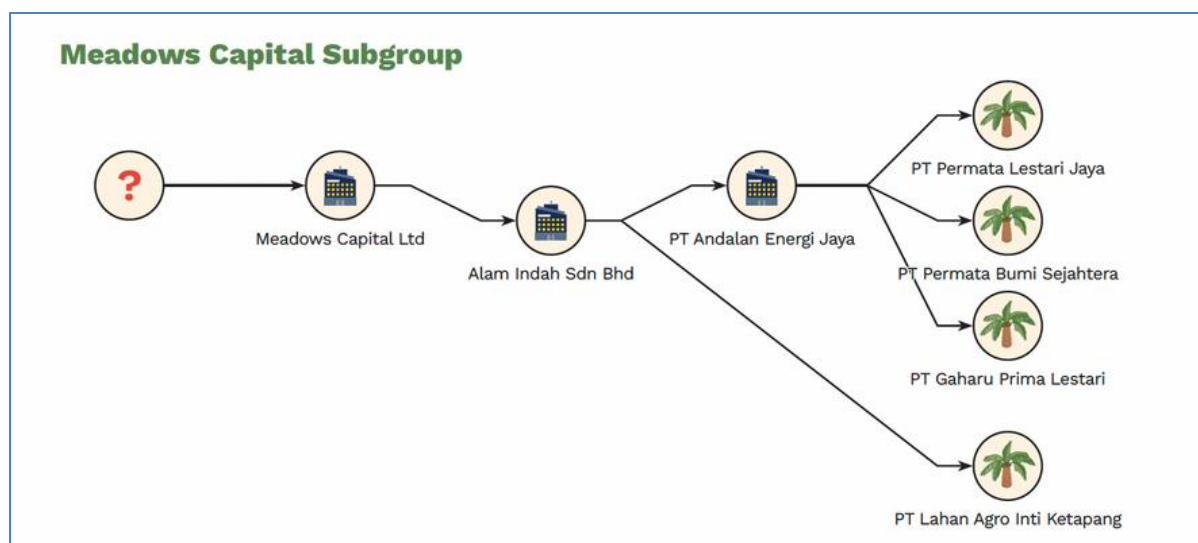 Meadows Capital Subgroup
?
Meadows Capital Ltd
Alam Indah Sdn Bhd
PT Andalan Energi Jaya
PT Permata Lestari Jaya
PT Permata Bumi Sejahtera
PT Gaharu Prima Lestari
PT Lahan Agro Inti Ketapang